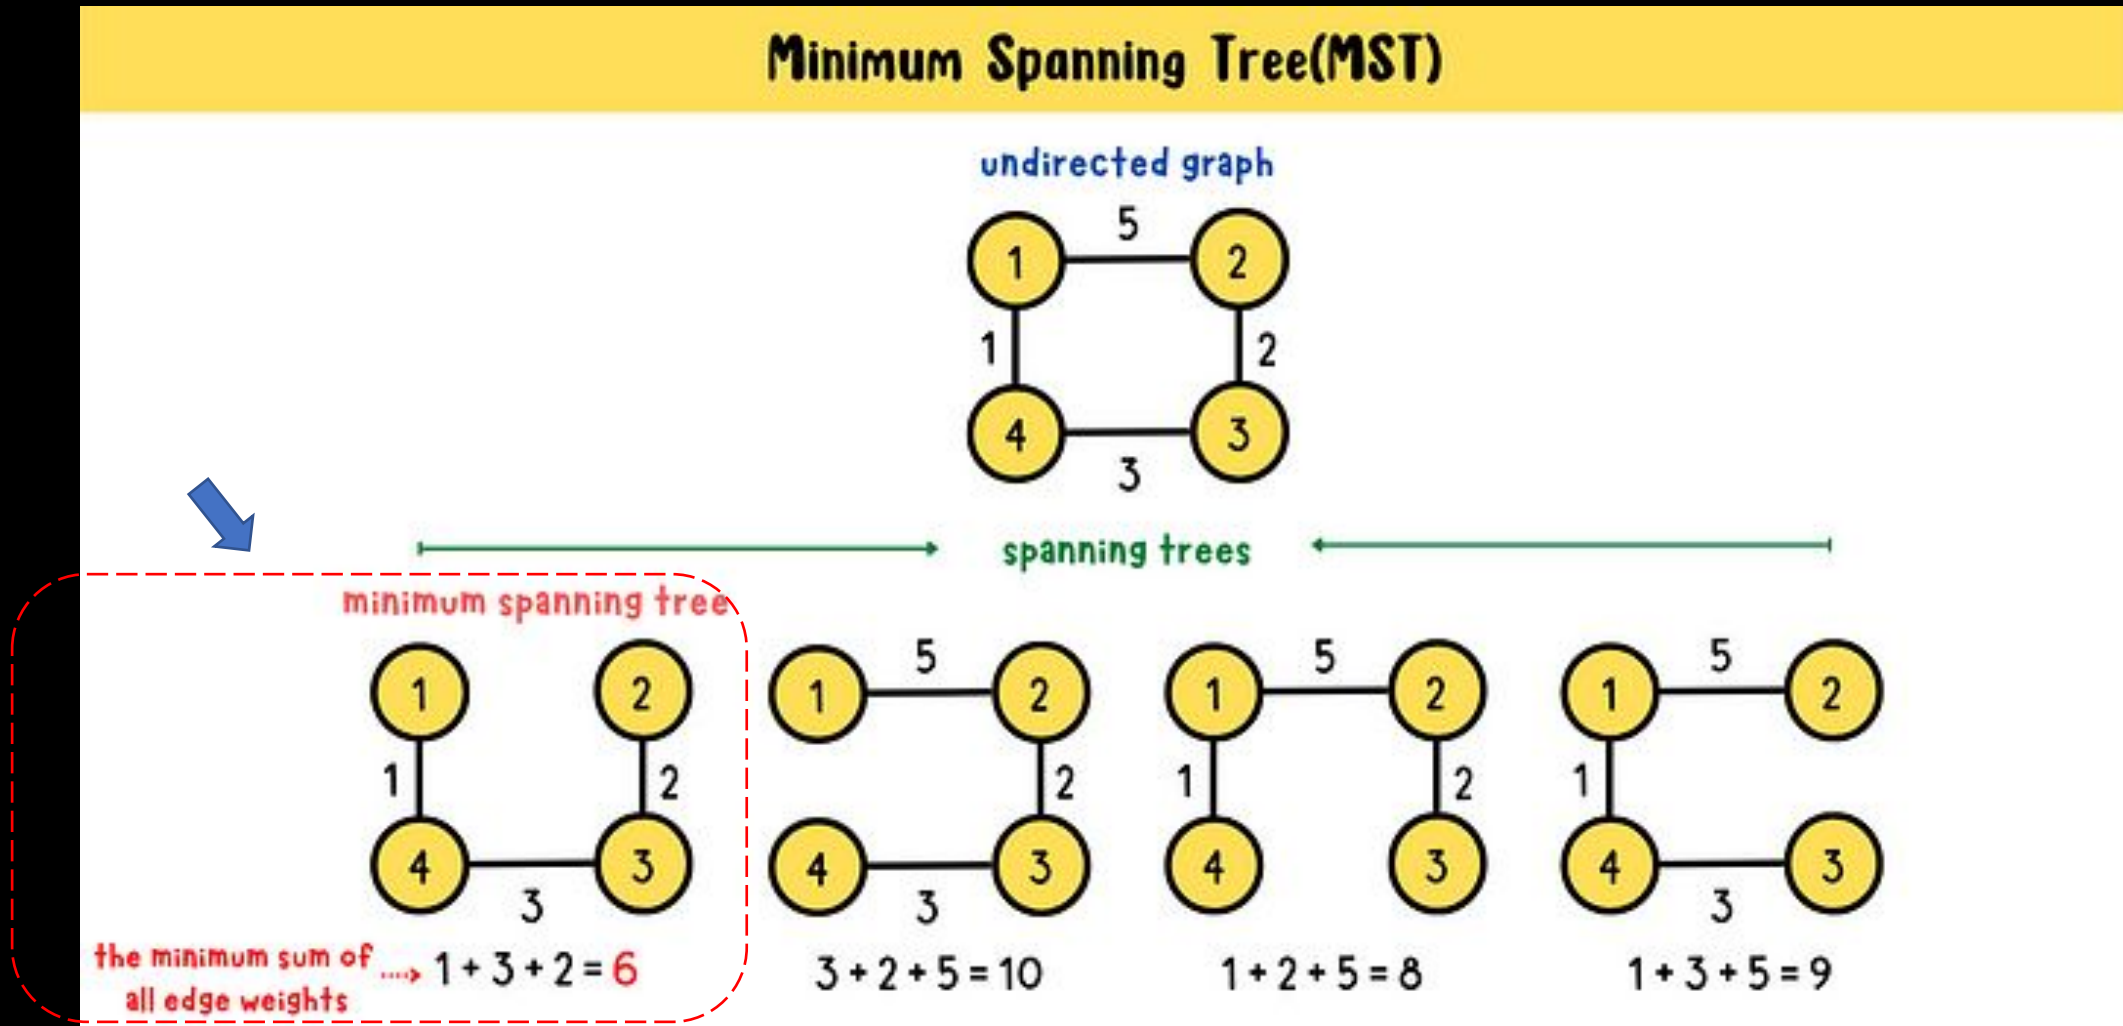 Minimum Spanning Tree(MST)
undirected graph
5
1 2
1 2
4 3
3
spanning trees
minimum spanning tree
5 5 5
1 2 1 2 1 2 1 2
1 2 2 1 2 1
4 3 4 3 4 3 4 3
3 3 3
the minimum sum of
all edge weights
1 + 3 + 2 = 6
3 + 2 + 5 = 10
1 + 2 + 5 = 8
1 + 3 + 5 = 9